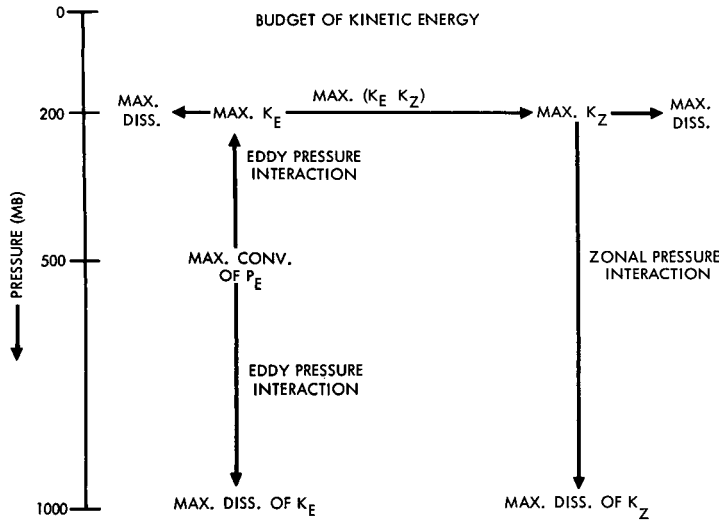 0
BUDGET OF KINETIC ENERGY
MAX.
DISS.
MAX. (K_E K_Z)
MAX.
DISS.
200
MAX. K_E
MAX. K_Z
EDDY PRESSURE
INTERACTION
PRESSURE (MB)
500
MAX. CONV.
OF P_E
ZONAL PRESSURE
INTERACTION
EDDY PRESSURE
INTERACTION
1000
MAX. DISS. OF K_E
MAX. DISS. OF K_Z